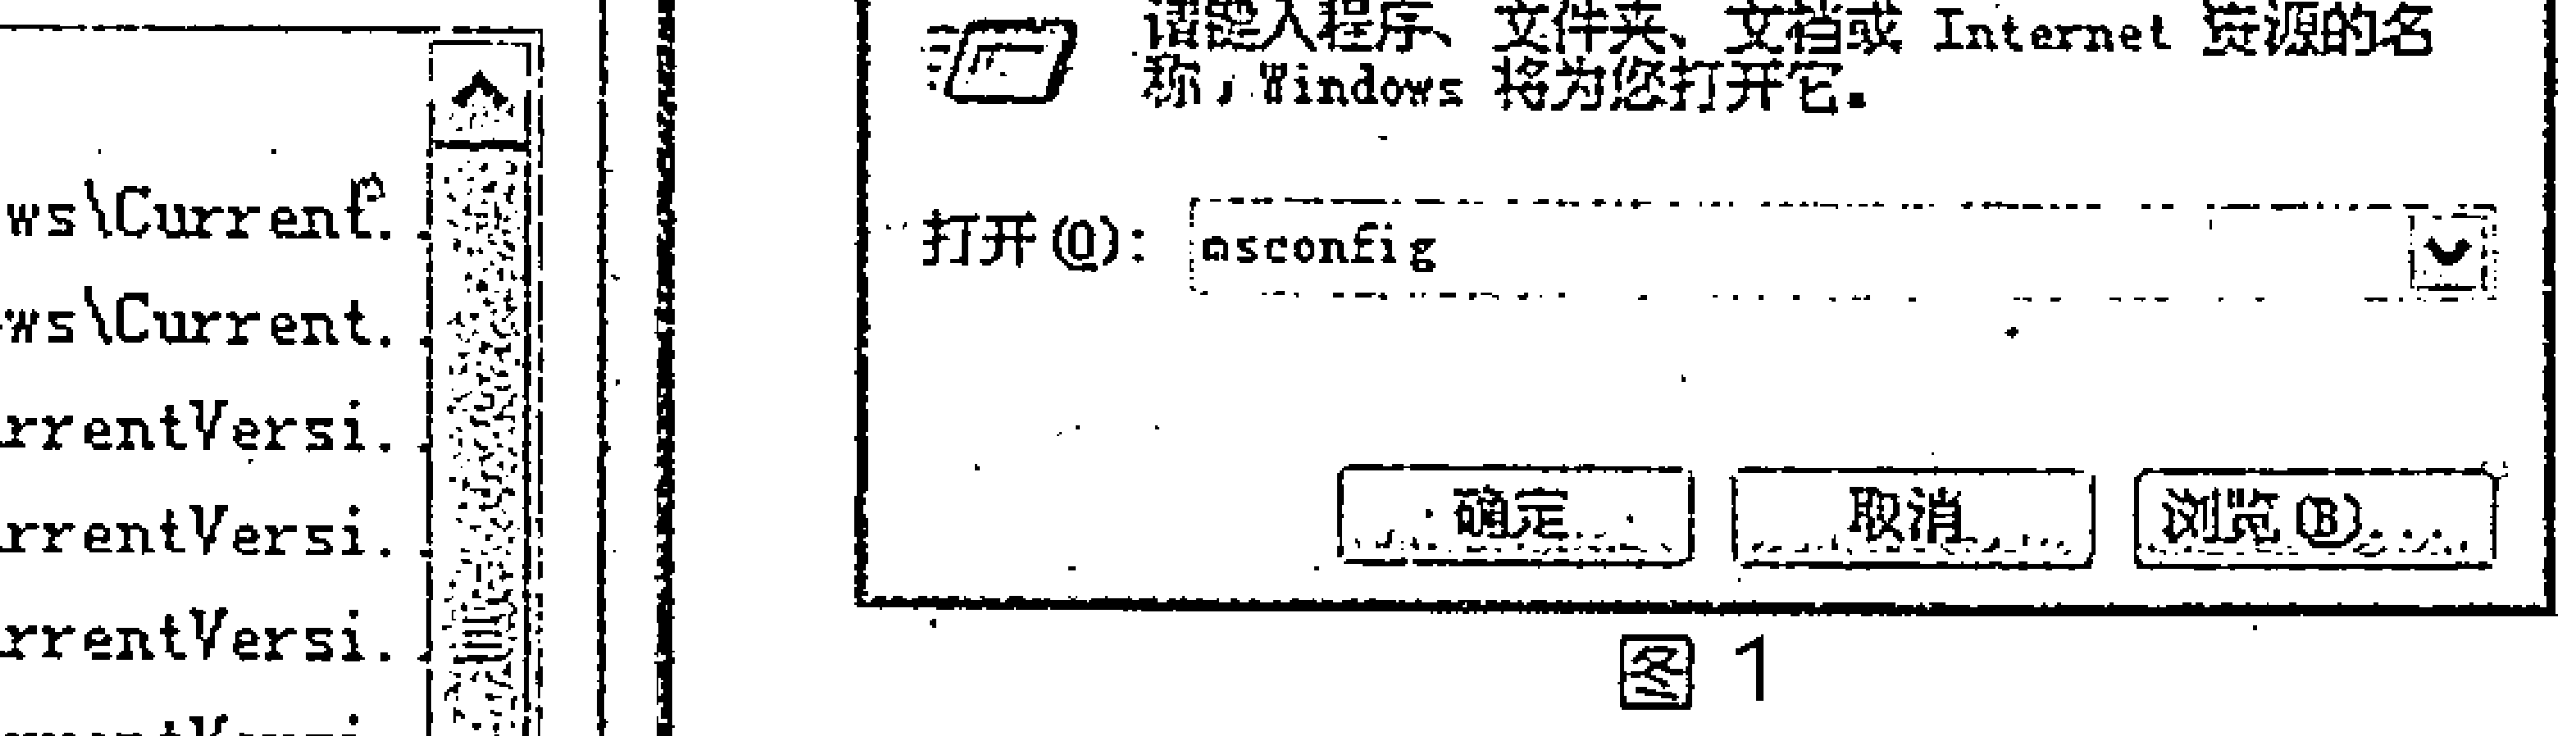 ws\Current...
ws\Current..
rrentVersi..
rrentVersi..
rrentVersi..
请键入程序、文件夹、文档或 Internet 资源的名
称，Windows 将为您打开它。
打开(O): msconfig
确定 取消 浏览(B)...
图 1